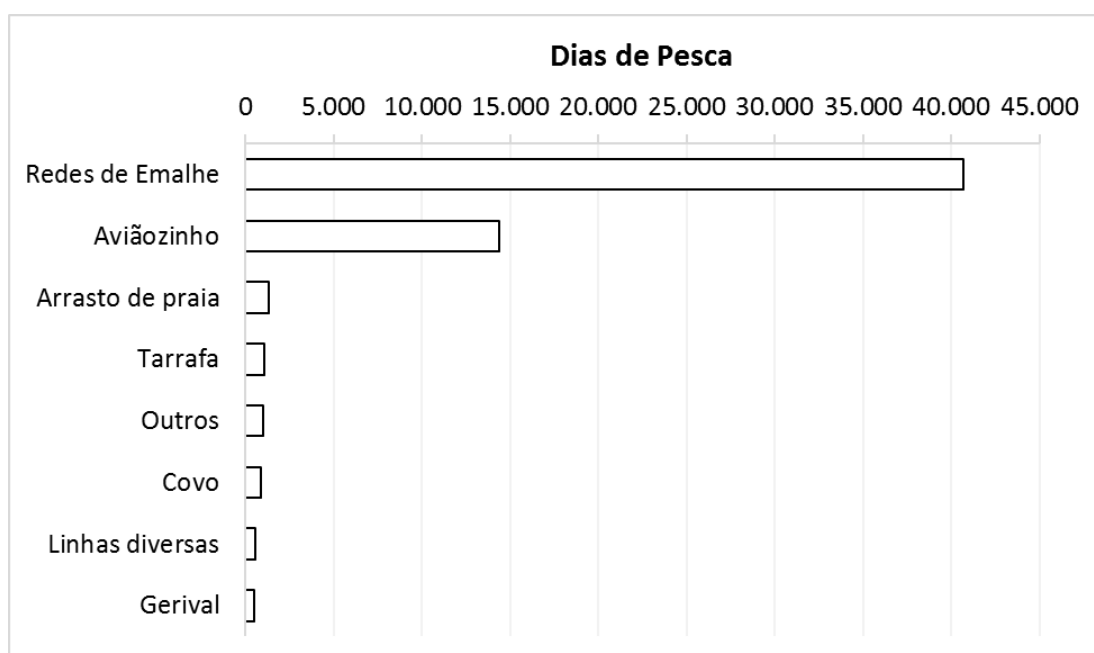 Dias de Pesca
0 5.000 10.000 15.000 20.000 25.000 30.000 35.000 40.000 45.000
Redes de Emalhe
Aviãozinho
Arrasto de praia
Tarrafa
Outros
Covo
Linhas diversas
Gerival